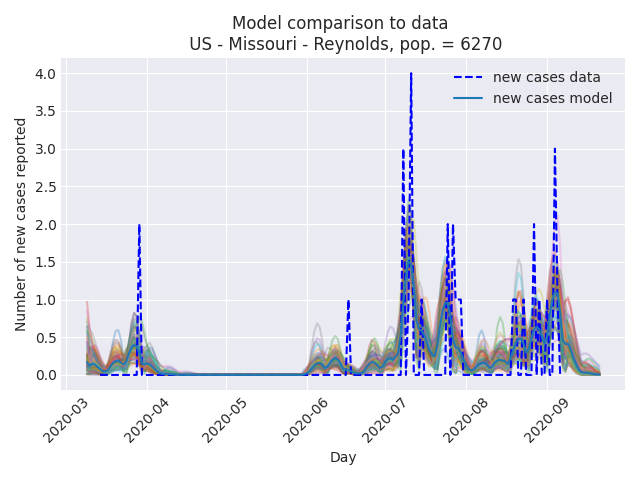 Model comparison to data
US - Missouri - Reynolds, pop. = 6270
new cases data
new cases model
Number of new cases reported
4.0
3.5
3.0
2.5
2.0
1.5
1.0
0.5
0.0
2020-03
2020-04
2020-05
2020-06
2020-07
2020-08
2020-09
Day